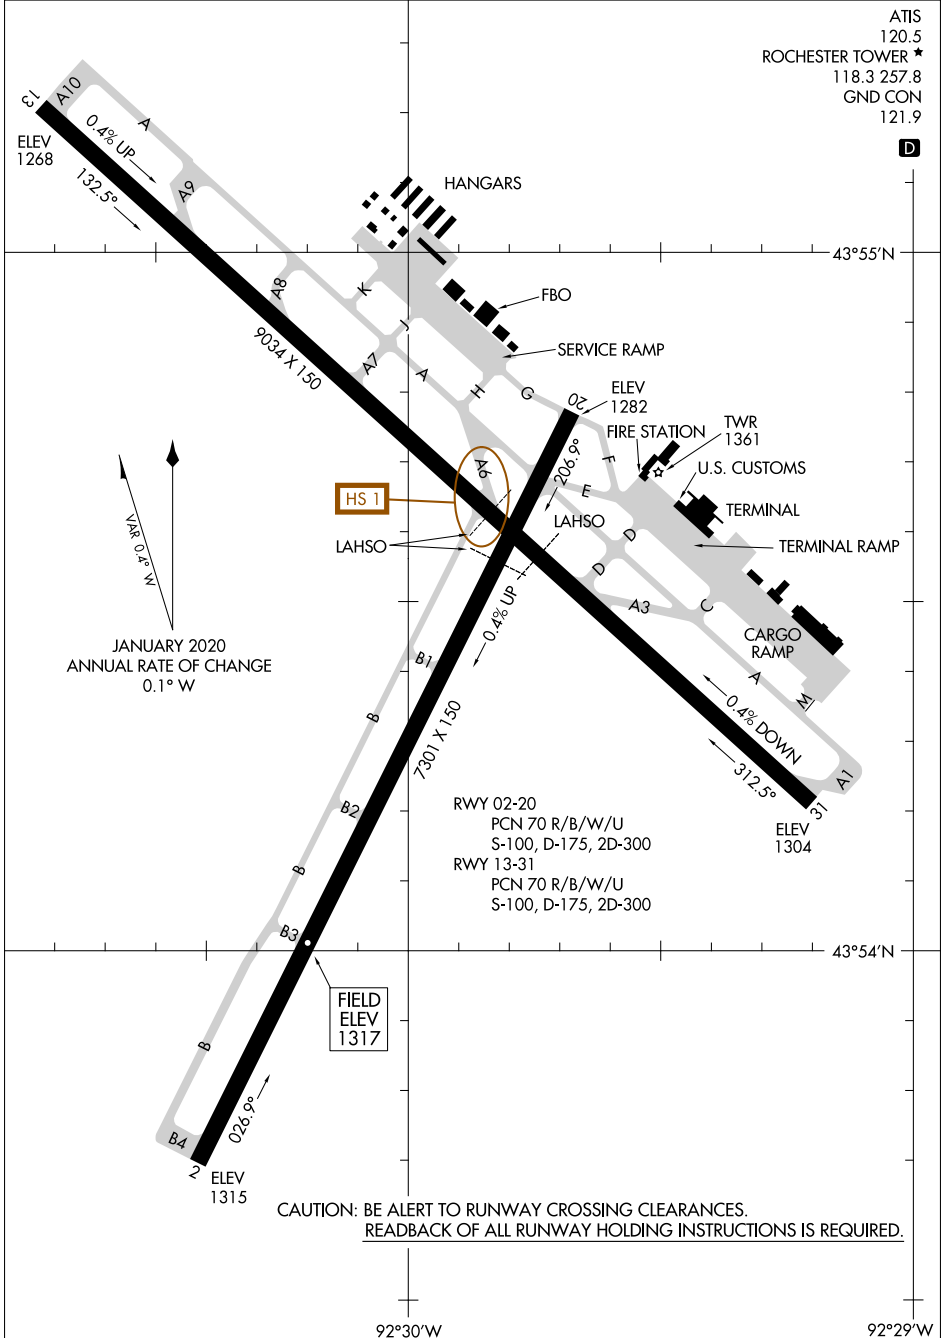 ATIS
120.5
ROCHESTER TOWER ★
118.3 257.8
GND CON
121.9
D
13
A10
A
ELEV
1268
0.4% UP
132.5°
A9
HANGARS
43°55'N
A8
K
FBO
J
9034 X 150
SERVICE RAMP
A7
A
H
G
20
ELEV
1282
FIRE STATION
TWR
1361
U.S. CUSTOMS
206.9°
F
A6
E
HS 1
TERMINAL
LAHSO
D
LAHSO
TERMINAL RAMP
VAR 0.4° W
D
0.4% UP
A3
C
CARGO
RAMP
JANUARY 2020
ANNUAL RATE OF CHANGE
0.1° W
B1
A
M
0.4% DOWN
B
7301 X 150
312.5°
A1
31
ELEV
1304
B2
RWY 02-20
PCN 70 R/B/W/U
S-100, D-175, 2D-300
RWY 13-31
PCN 70 R/B/W/U
S-100, D-175, 2D-300
B
B3
43°54'N
FIELD
ELEV
1317
B
026.9°
B4
2
ELEV
1315
CAUTION: BE ALERT TO RUNWAY CROSSING CLEARANCES.
READBACK OF ALL RUNWAY HOLDING INSTRUCTIONS IS REQUIRED.
92°30'W
92°29'W